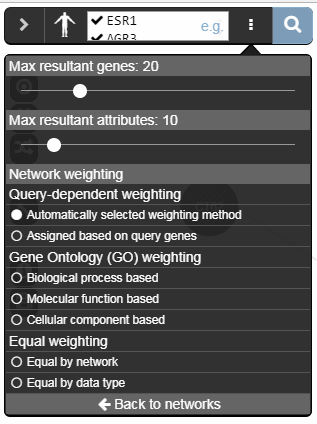 ESR1
AGR3
e.g.
Max resultant genes: 20
Max resultant attributes: 10
Network weighting
Query-dependent weighting
Automatically selected weighting method
Assigned based on query genes
Gene Ontology (GO) weighting
Biological process based
Molecular function based
Cellular component based
Equal weighting
Equal by network
Equal by data type
Back to networks